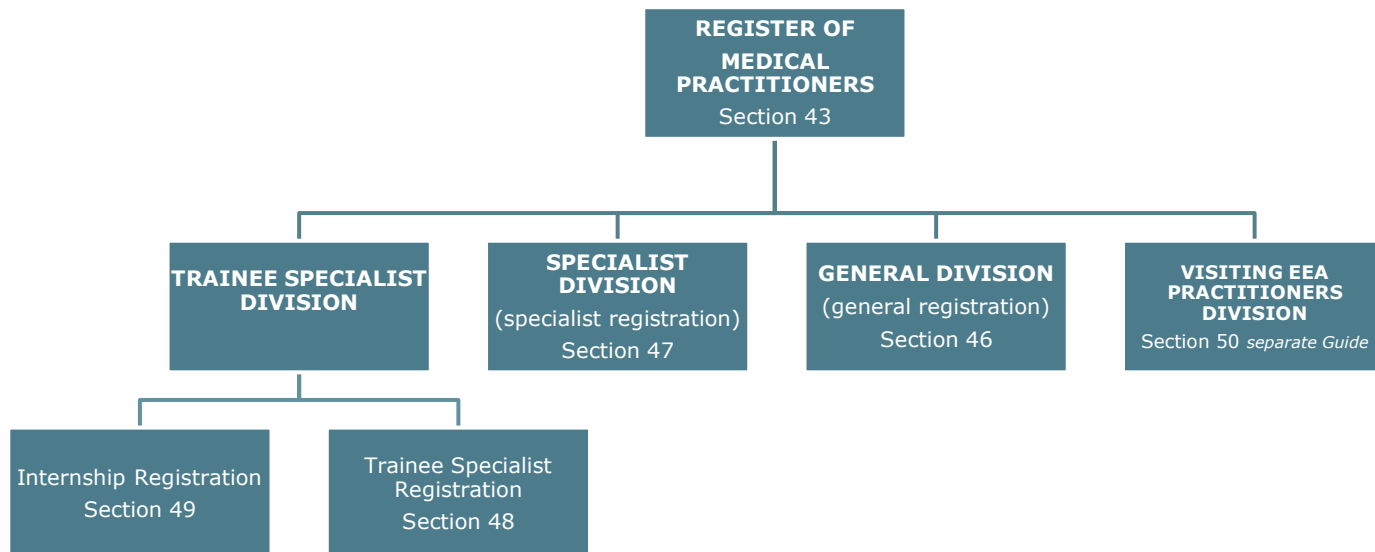 REGISTER OF
MEDICAL
PRACTITIONERS
Section 43
TRAINEE SPECIALIST
DIVISION
SPECIALIST
DIVISION
(specialist registration)
Section 47
GENERAL DIVISION
(general registration)
Section 46
VISITING EEA
PRACTITIONERS
DIVISION
Section 50 separate Guide
Internship Registration
Section 49
Trainee Specialist
Registration
Section 48